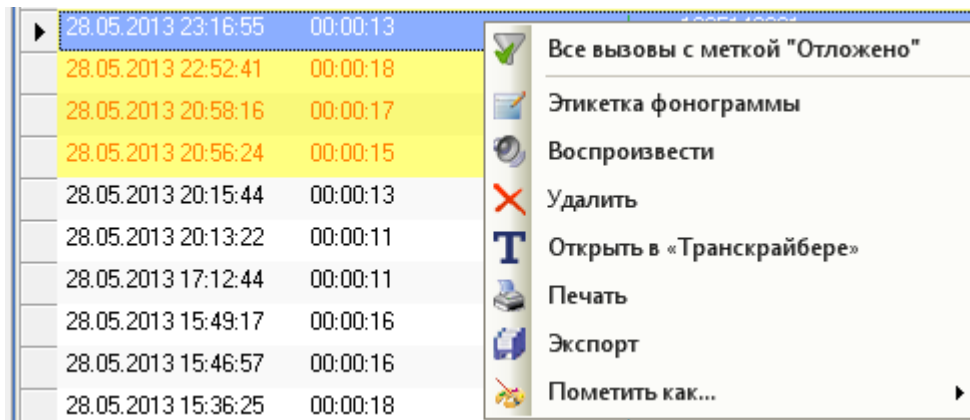 28.05.2013 23:16:55 00:00:13
28.05.2013 22:52:41 00:00:18
28.05.2013 20:58:16 00:00:17
28.05.2013 20:56:24 00:00:15
28.05.2013 20:15:44 00:00:13
28.05.2013 20:13:22 00:00:11
28.05.2013 17:12:44 00:00:11
28.05.2013 15:49:17 00:00:16
28.05.2013 15:46:57 00:00:16
28.05.2013 15:36:25 00:00:18
Все вызовы с меткой "Отложено"
Этикетка фонограммы
Воспроизвести
Удалить
Открыть в «Транскрайбере»
Печать
Экспорт
Пометить как...